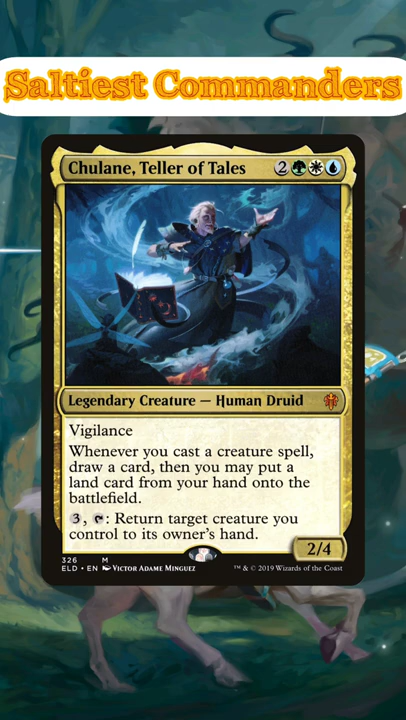 Saltiest Commanders
Chulane, Teller of Tales 2
Legendary Creature — Human Druid
Vigilance
Whenever you cast a creature spell,
draw a card, then you may put a
land card from your hand onto the
battlefield.
3, : Return target creature you
control to its owner's hand.
2/4
326 M
ELD • EN Victor Adame Minguez
™ & © 2019 Wizards of the Coast